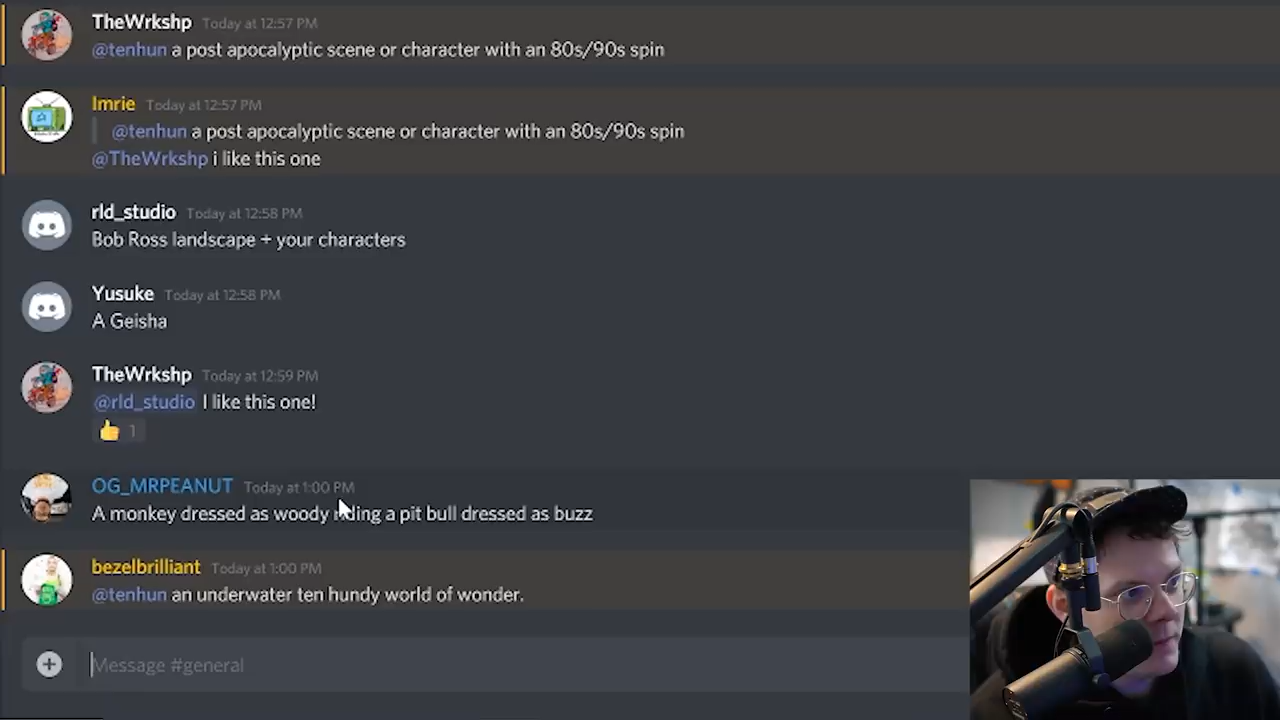 TheWrkshp Today at 12:57 PM
@tenhun a post apocalyptic scene or character with an 80s/90s spin
Imrie Today at 12:57 PM
@tenhun a post apocalyptic scene or character with an 80s/90s spin
@TheWrkshp i like this one
rld_studio Today at 12:58 PM
Bob Ross landscape + your characters
Yusuke Today at 12:58 PM
A Geisha
TheWrkshp Today at 12:59 PM
@rld_studio I like this one!
1
OG_MRPEANUT Today at 1:00 PM
A monkey dressed as woody riding a pit bull dressed as buzz
bezelbrilliant Today at 1:00 PM
@tenhun an underwater ten hundy world of wonder.
Message #general